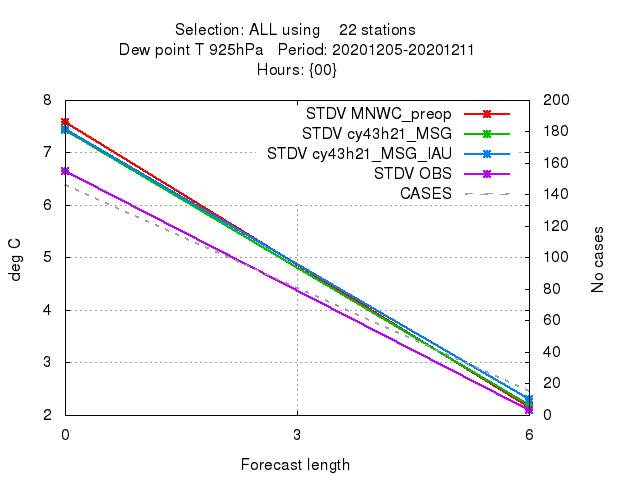 Selection: ALL using    22 stations
Dew point T 925hPa   Period: 20201205-20201211
Hours: {00}
8
7
6
5
4
3
2
deg C
200
180
160
140
120
100
80
60
40
20
0
No cases
STDV MNWC_preop
STDV cy43h21_MSG
STDV cy43h21_MSG_IAU
STDV OBS
CASES
0 3 6
Forecast length